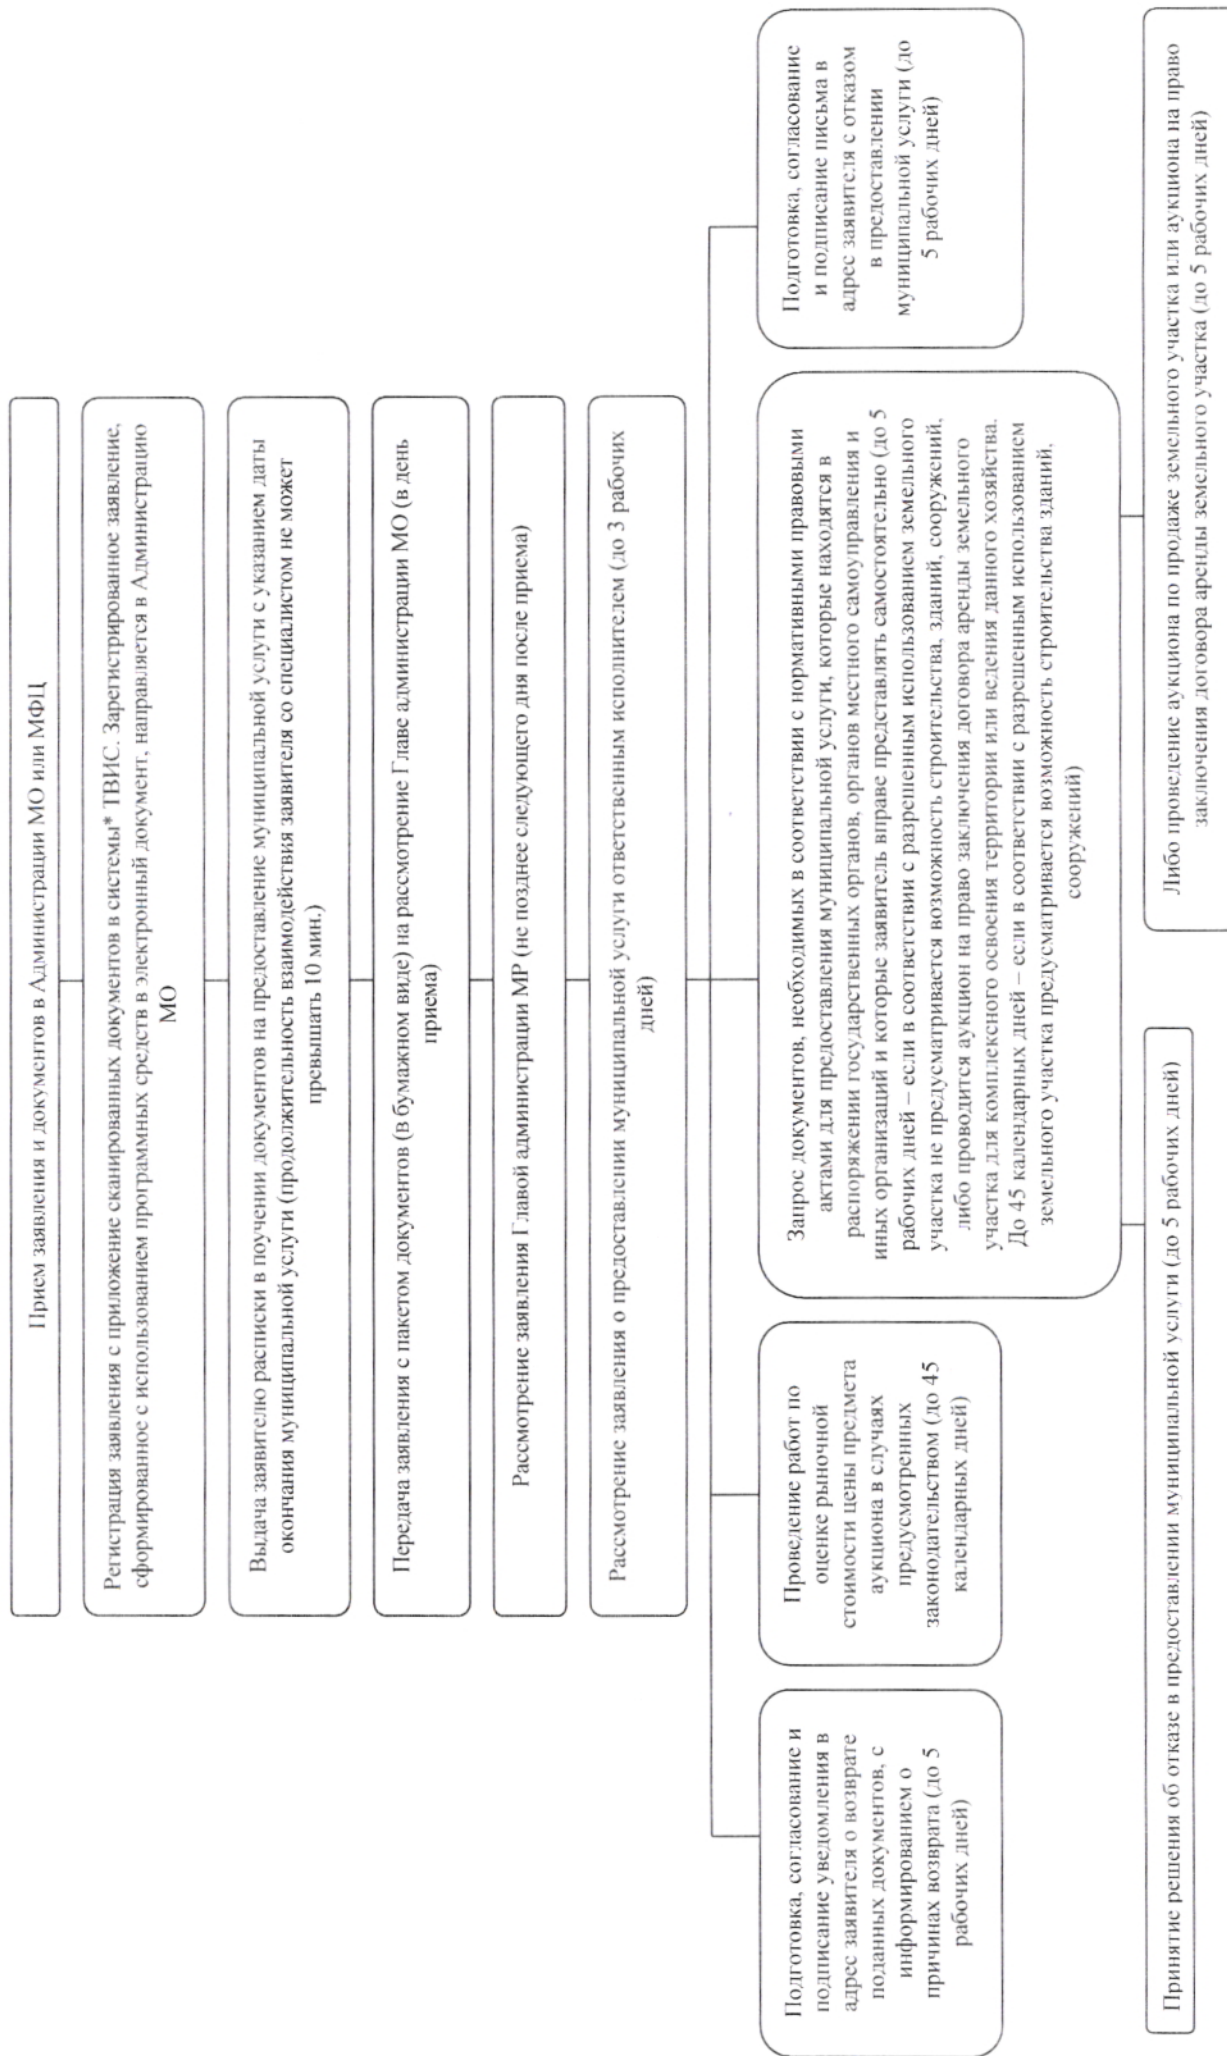 Прием заявления и документов в Администрации МО или МФЦ
Регистрация заявления с приложение сканированных документов в системы* ТВИС. Зарегистрированное заявление,
сформированное с использованием программных средств в электронный документ, направляется в Администрацию
МО
Выдача заявителю расписки в поучении документов на предоставление муниципальной услуги с указанием даты
окончания муниципальной услуги (продолжительность взаимодействия заявителя со специалистом не может
превышать 10 мин.)
Передача заявления с пакетом документов (в бумажном виде) на рассмотрение Главе администрации МО (в день
приема)
Рассмотрение заявления Главой администрации МР (не позднее следующего дня после приема)
Рассмотрение заявления о предоставлении муниципальной услуги ответственным исполнителем (до 3 рабочих
дней)
Подготовка, согласование и
подписание уведомления в
адрес заявителя о возврате
поданных документов, с
информированием о
причинах возврата (до 5
рабочих дней)
Проведение работ по
оценке рыночной
стоимости цены предмета
аукциона в случаях
предусмотренных
законодательством (до 45
календарных дней)
Запрос документов, необходимых в соответствии с нормативными правовыми
актами для предоставления муниципальной услуги, которые находятся в
распоряжении государственных органов, органов местного самоуправления и
иных организаций и которые заявитель вправе представлять самостоятельно (до 5
рабочих дней – если в соответствии с разрешенным использованием земельного
участка не предусматривается возможность строительства, зданий, сооружений,
либо проводится аукцион на право заключения договора аренды земельного
участка для комплексного освоения территории или ведения данного хозяйства.
До 45 календарных дней – если в соответствии с разрешенным использованием
земельного участка предусматривается возможность строительства зданий,
сооружений)
Подготовка, согласование
и подписание письма в
адрес заявителя с отказом
в предоставлении
муниципальной услуги (до
5 рабочих дней)
Принятие решения об отказе в предоставлении муниципальной услуги (до 5 рабочих дней)
Либо проведение аукциона по продаже земельного участка или аукциона на право
заключения договора аренды земельного участка (до 5 рабочих дней)